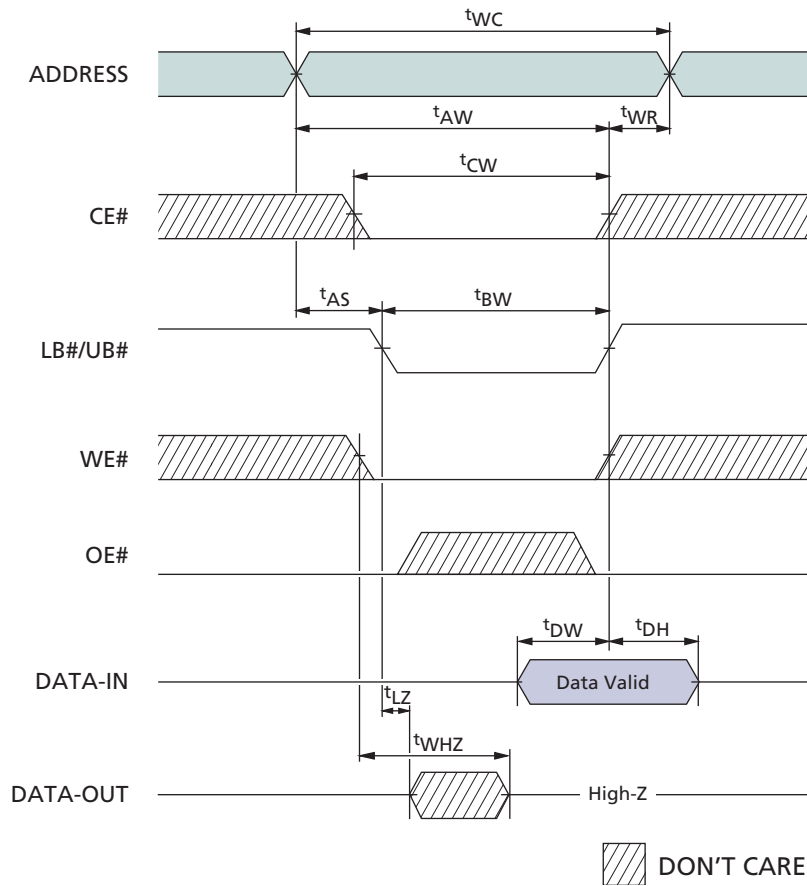 tWC
ADDRESS
tAW
tWR
tCW
CE#
tAS
tBW
LB#/UB#
WE#
OE#
tDW
tDH
DATA-IN
Data Valid
tLZ
tWHZ
DATA-OUT
High-Z
DON'T CARE